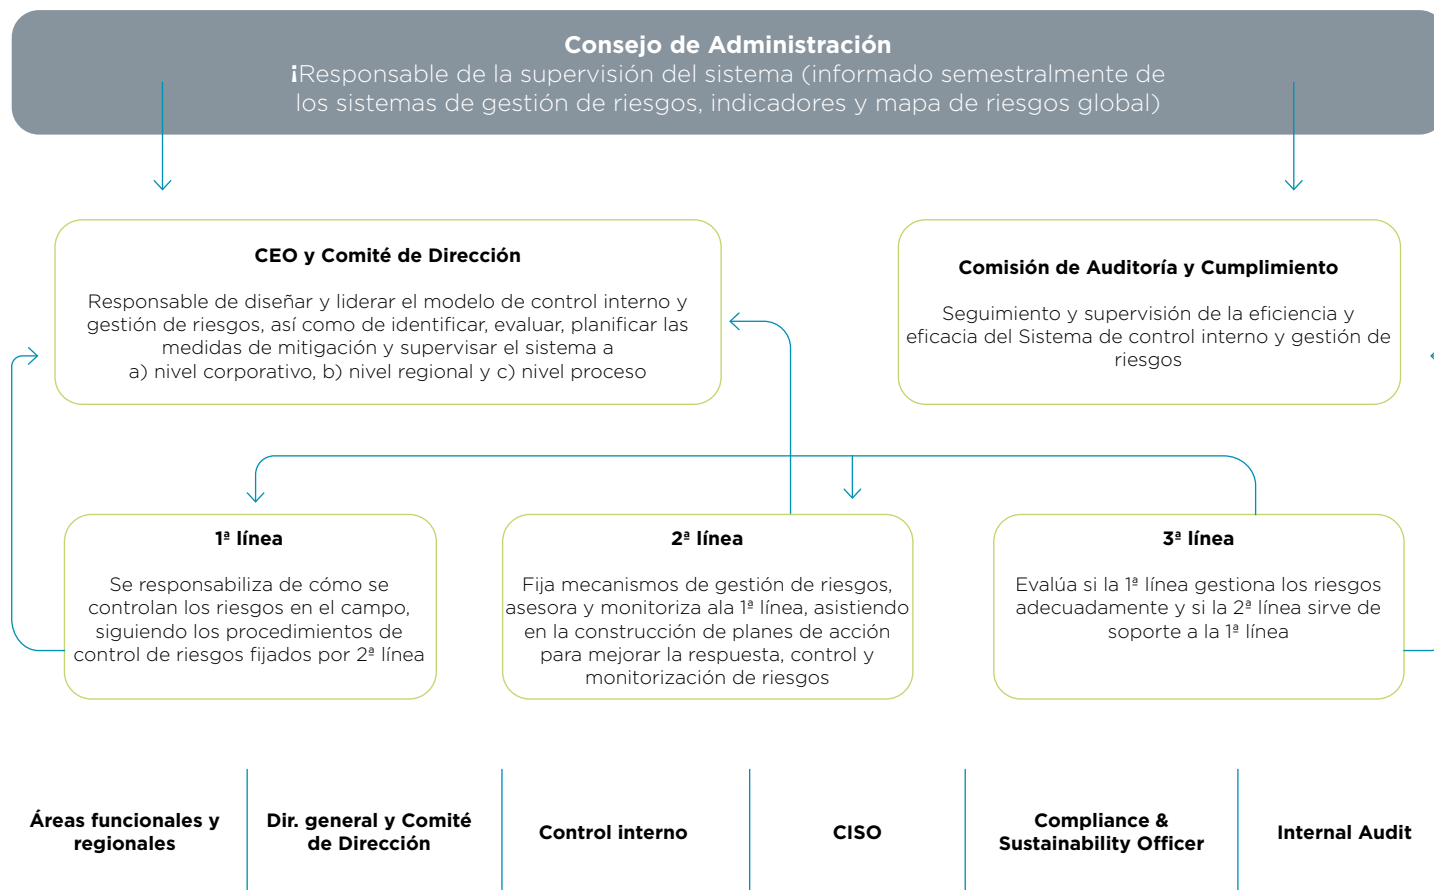 Consejo de Administración
¡Responsable de la supervisión del sistema (informado semestralmente de
los sistemas de gestión de riesgos, indicadores y mapa de riesgos global)
CEO y Comité de Dirección
Responsable de diseñar y liderar el modelo de control interno y
gestión de riesgos, así como de identificar, evaluar, planificar las
medidas de mitigación y supervisar el sistema a
a) nivel corporativo, b) nivel regional y c) nivel proceso
Comisión de Auditoría y Cumplimiento
Seguimiento y supervisión de la eficiencia y
eficacia del Sistema de control interno y gestión de
riesgos
1ª línea
Se responsabiliza de cómo se
controlan los riesgos en el campo,
siguiendo los procedimientos de
control de riesgos fijados por 2ª línea
2ª línea
Fija mecanismos de gestión de riesgos,
asesora y monitoriza ala 1ª línea, asistiendo
en la construcción de planes de acción
para mejorar la respuesta, control y
monitorización de riesgos
3ª línea
Evalúa si la 1ª línea gestiona los riesgos
adecuadamente y si la 2ª línea sirve de
soporte a la 1ª línea
Áreas funcionales y
regionales
Dir. general y Comité
de Dirección
Control interno
CISO
Compliance &
Sustainability Officer
Internal Audit